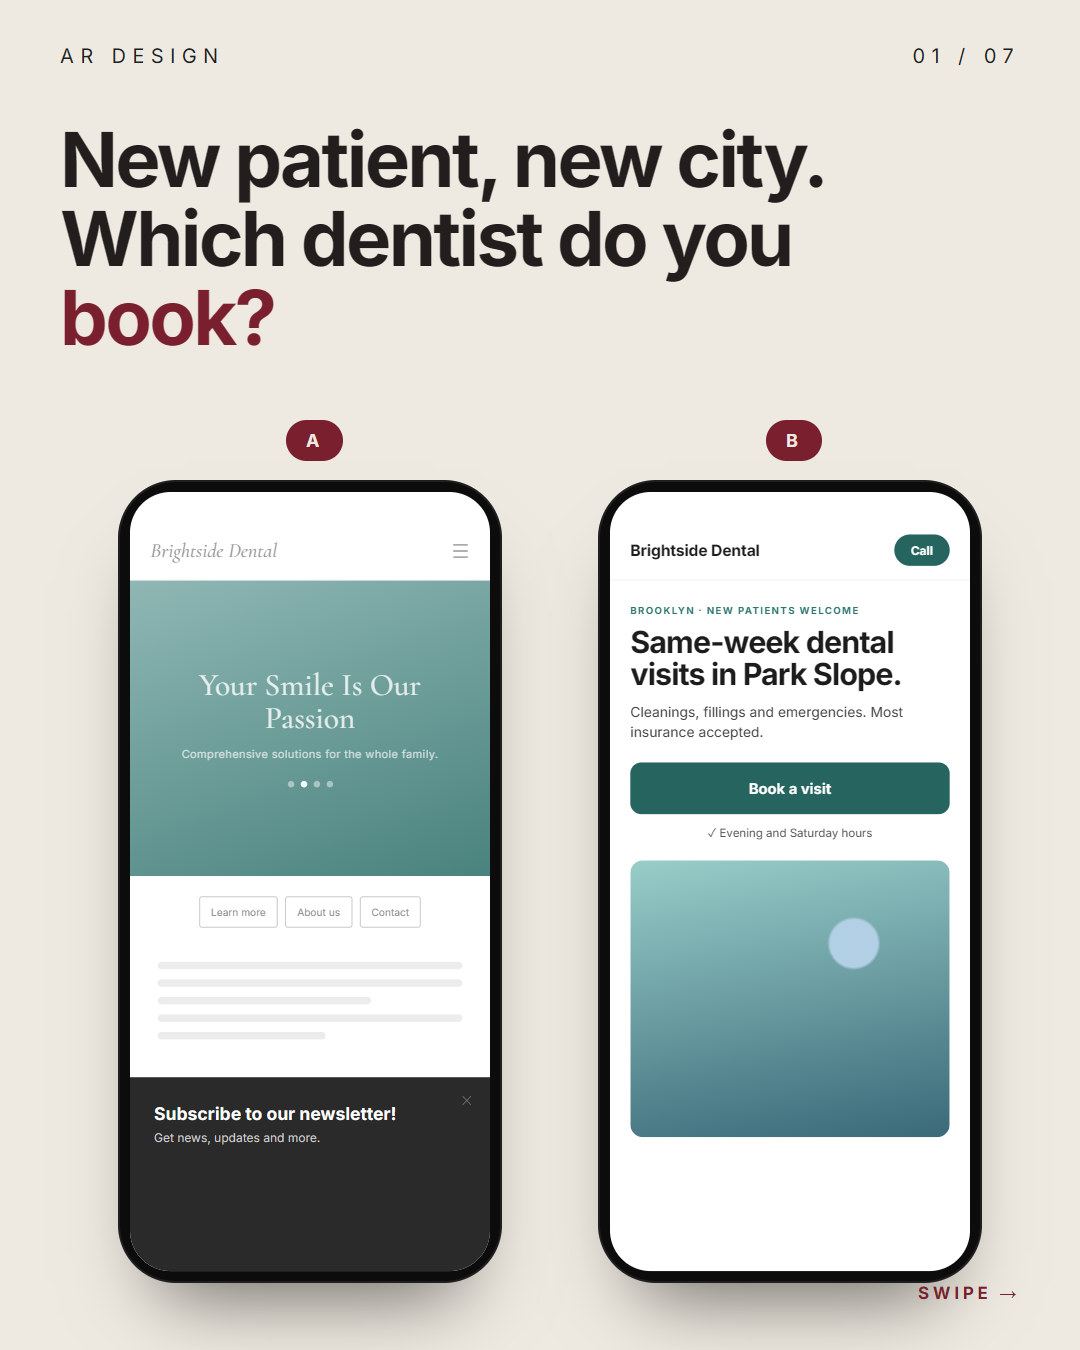 AR DESIGN
01 / 07
New patient, new city.
Which dentist do you
book?
A
B
Brightside Dental
Your Smile Is Our
Passion
Comprehensive solutions for the whole family.
Learn more
About us
Contact
Subscribe to our newsletter!
Get news, updates and more.
Brightside Dental
Call
BROOKLYN · NEW PATIENTS WELCOME
Same-week dental
visits in Park Slope.
Cleanings, fillings and emergencies. Most
insurance accepted.
Book a visit
✓ Evening and Saturday hours
SWIPE →